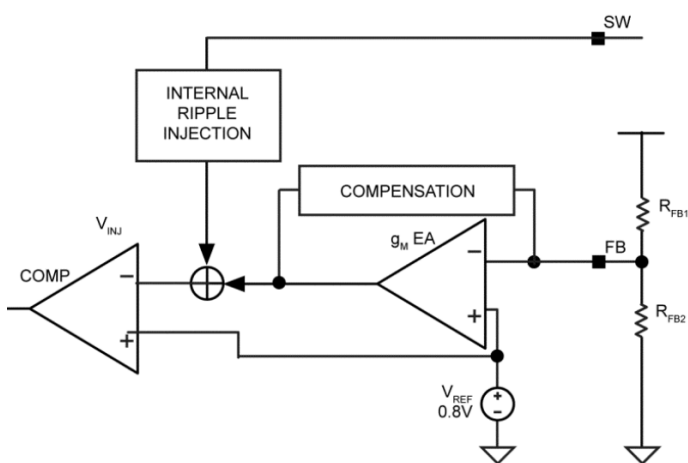 SW
INTERNAL
RIPPLE
INJECTION
COMPENSATION
R_FB1
V_INJ
g_M EA
FB
COMP
−
−
+
+
R_FB2
V_REF
0.8V
+
−